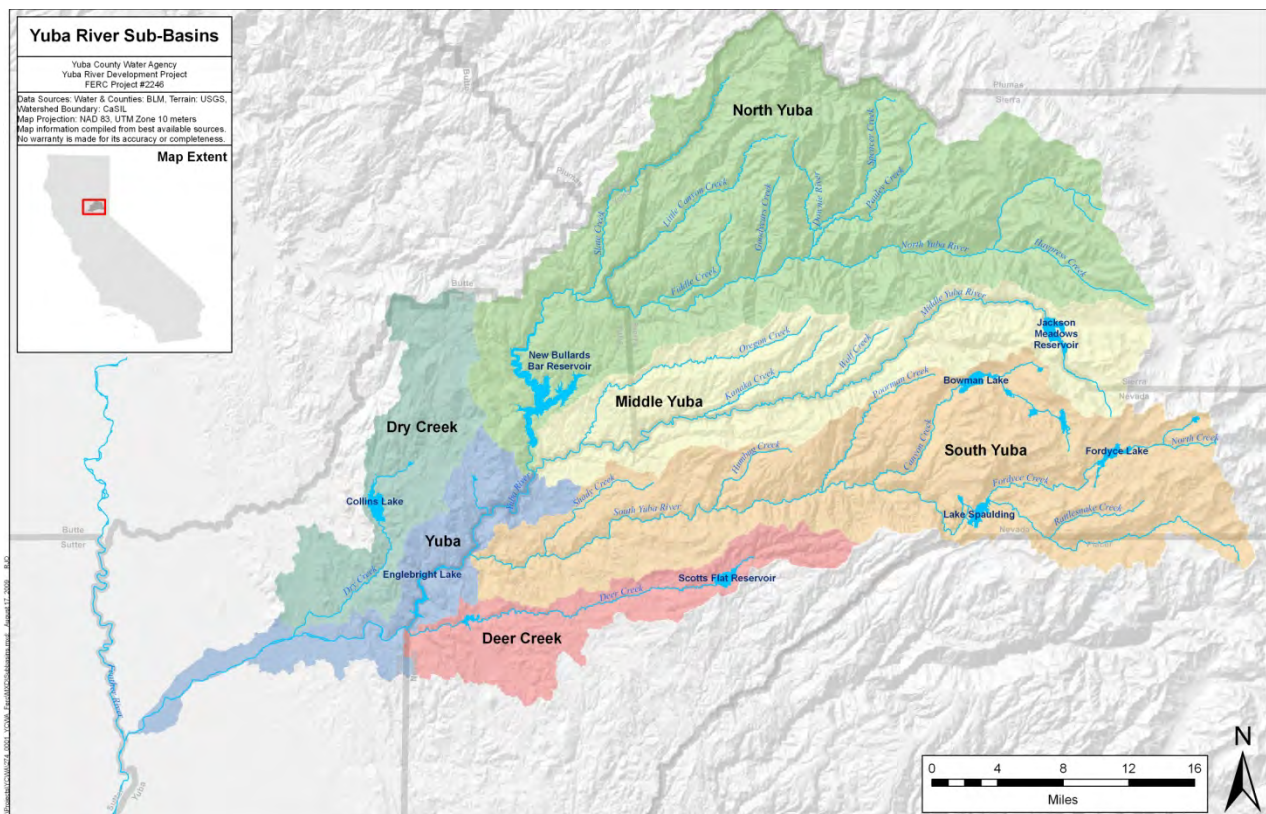 Yuba River Sub-Basins
Yuba County Water Agency
Yuba River Development Project
FERC Project #2246
Data Sources: Water & Counties: BLM, Terrain: USGS,
Watershed Boundary: CaSIL
Map Projection: NAD 83, UTM Zone 10 meters
Map information compiled from best available sources.
No warranty is made for its accuracy or completeness.
Map Extent
Butte
Plumas
Plumas
Sierra
North Yuba
Slate Creek
Little Canyon Creek
Goodyears Creek
Downie River
Spencer Creek
Pauley Creek
Fiddle Creek
North Yuba River
Haypress Creek
Butte
Middle Yuba River
Jackson
Meadows
Reservoir
New Bullards
Bar Reservoir
Oregon Creek
Kanaka Creek
Wolf Creek
Poorman Creek
Bowman Lake
Sierra
Nevada
Middle Yuba
Dry Creek
South Yuba
Canyon Creek
Humbug Creek
Fordyce Lake
North Creek
Fordyce Creek
Collins Lake
Yuba River
Shady Creek
South Yuba River
Lake Spaulding
Rattlesnake Creek
Nevada
Placer
Butte
Sutter
Yuba
Englebright Lake
Dry Creek
Scotts Flat Reservoir
Deer Creek
Deer Creek
Feather River
Yuba
N
0 4 8 12 16
Miles